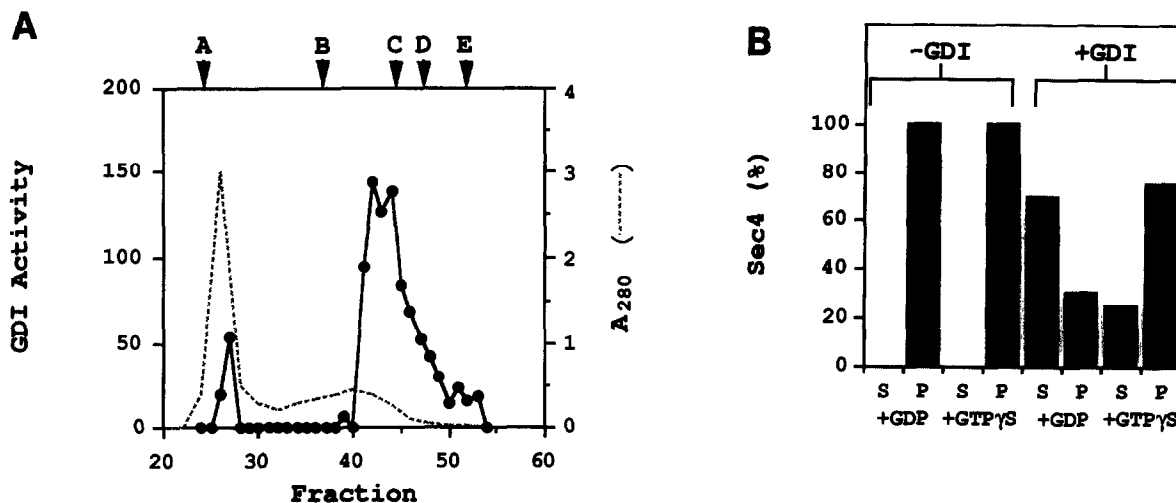 A
A B C D E
200
150
100
50
0
GDI Activity
4
3
2
1
0
A280 (------)
20 30 40 50 60
Fraction
B
-GDI +GDI
100
80
60
40
20
0
Sec4 (%)
S P S P S P S P
+GDP +GTPγS +GDP +GTPγS